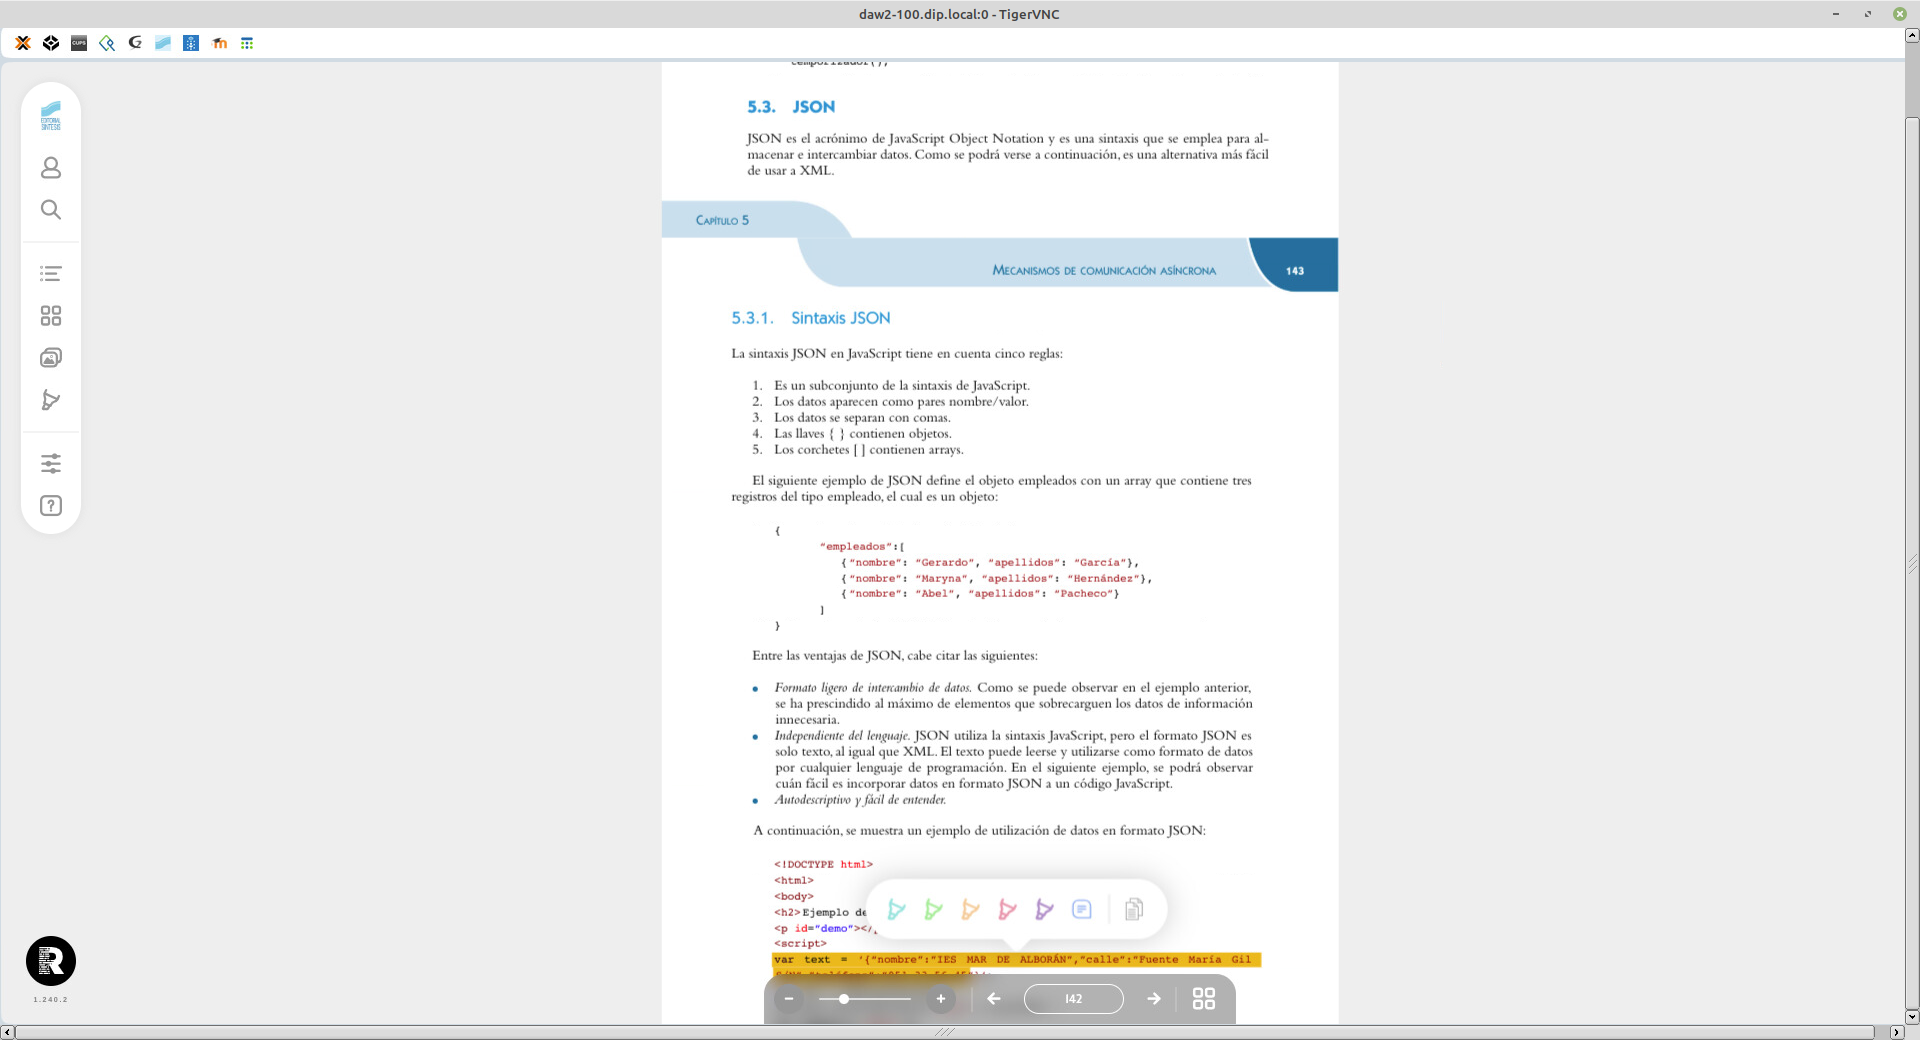 daw2-100.dip.local:0 - TigerVNC
CUPS
EDITORIAL
SINTESIS
temporizador();
5.3. JSON
JSON es el acrónimo de JavaScript Object Notation y es una sintaxis que se emplea para al-
macenar e intercambiar datos. Como se podrá verse a continuación, es una alternativa más fácil
de usar a XML.
Capítulo 5
Mecanismos de comunicación asíncrona 143
5.3.1. Sintaxis JSON
La sintaxis JSON en JavaScript tiene en cuenta cinco reglas:
1. Es un subconjunto de la sintaxis de JavaScript.
2. Los datos aparecen como pares nombre/valor.
3. Los datos se separan con comas.
4. Las llaves { } contienen objetos.
5. Los corchetes [ ] contienen arrays.
El siguiente ejemplo de JSON define el objeto empleados con un array que contiene tres
registros del tipo empleado, el cual es un objeto:
{
"empleados":[
{"nombre": "Gerardo", "apellidos": "García"},
{"nombre": "Maryna", "apellidos": "Hernández"},
{"nombre": "Abel", "apellidos": "Pacheco"}
]
}
Entre las ventajas de JSON, cabe citar las siguientes:
• Formato ligero de intercambio de datos. Como se puede observar en el ejemplo anterior,
se ha prescindido al máximo de elementos que sobrecarguen los datos de información
innecesaria.
• Independiente del lenguaje. JSON utiliza la sintaxis JavaScript, pero el formato JSON es
solo texto, al igual que XML. El texto puede leerse y utilizarse como formato de datos
por cualquier lenguaje de programación. En el siguiente ejemplo, se podrá observar
cuán fácil es incorporar datos en formato JSON a un código JavaScript.
• Autodescriptivo y fácil de entender.
A continuación, se muestra un ejemplo de utilización de datos en formato JSON:
<!DOCTYPE html>
<html>
<body>
<h2>Ejemplo de
<p id="demo"></p
<script>
var text = '{"nombre":"IES MAR DE ALBORÁN","calle":"Fuente María Gil
142
R
1.240.2